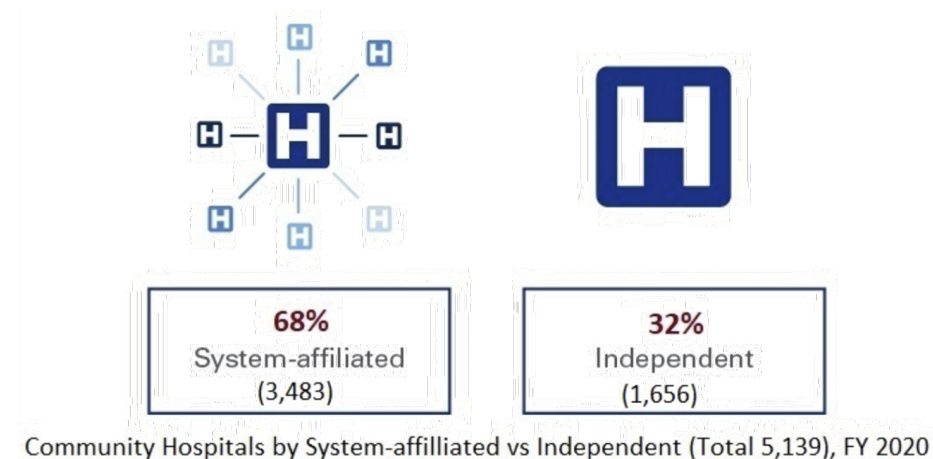 H H H
H H H
H H H
H
68%
System-affiliated
(3,483)
32%
Independent
(1,656)
Community Hospitals by System-affilliated vs Independent (Total 5,139), FY 2020